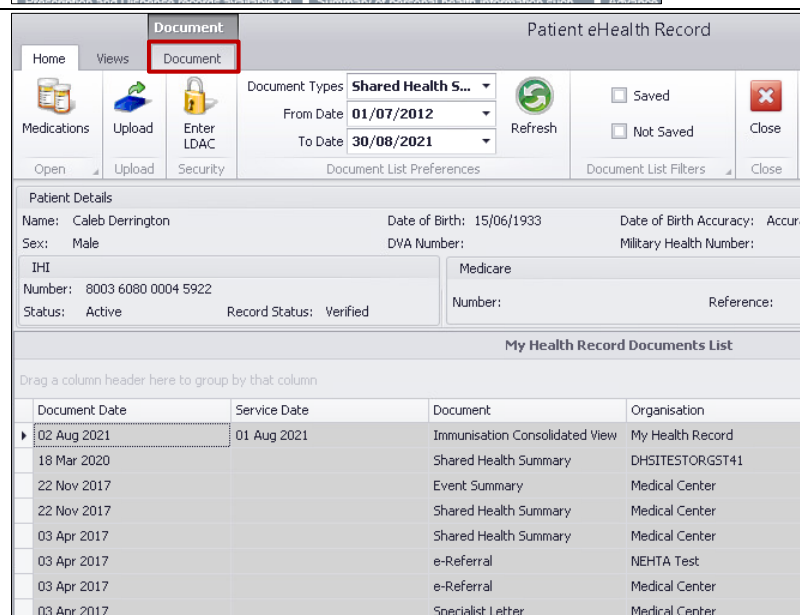 Document
Patient eHealth Record
Home Views Document
Medications
Upload
Enter LDAC
Document Types Shared Health S...
From Date 01/07/2012
To Date 30/08/2021
Refresh
Saved
Not Saved
Close
Open Upload Security Document List Preferences Document List Filters Close
Patient Details
Name: Caleb Derrington Date of Birth: 15/06/1933 Date of Birth Accuracy: Accur
Sex: Male DVA Number: Military Health Number:
IHI Medicare
Number: 8003 6080 0004 5922
Number: Reference:
Status: Active Record Status: Verified
My Health Record Documents List
Drag a column header here to group by that column
Document Date Service Date Document Organisation
02 Aug 2021 01 Aug 2021 Immunisation Consolidated View My Health Record
18 Mar 2020 Shared Health Summary DHSITESTORGST41
22 Nov 2017 Event Summary Medical Center
22 Nov 2017 Shared Health Summary Medical Center
03 Apr 2017 Shared Health Summary Medical Center
03 Apr 2017 e-Referral NEHTA Test
03 Apr 2017 e-Referral Medical Center
03 Apr 2017 Specialist Letter Medical Center